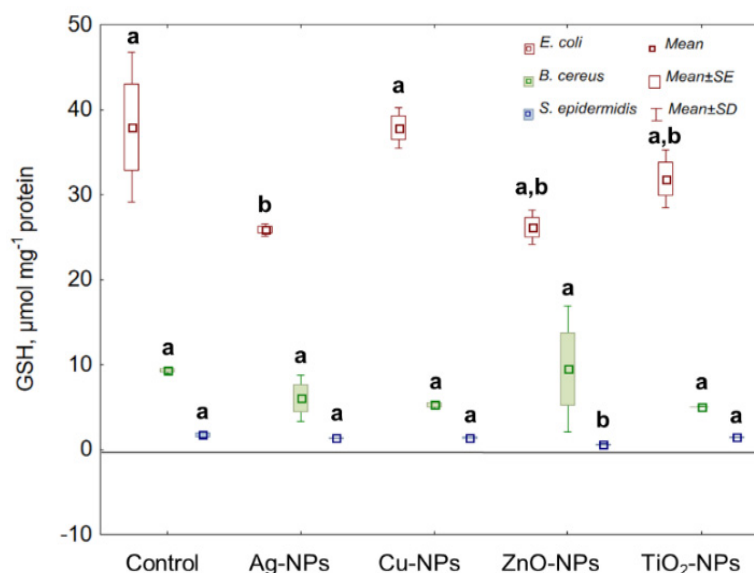 50
40
30
20
10
0
-10
GSH, µmol mg⁻¹ protein
E. coli
Mean
B. cereus
Mean±SE
S. epidermidis
Mean±SD
a
b
a
a,b
a,b
a
a
a
a
a
a
a
a
b
a
Control
Ag-NPs
Cu-NPs
ZnO-NPs
TiO₂-NPs